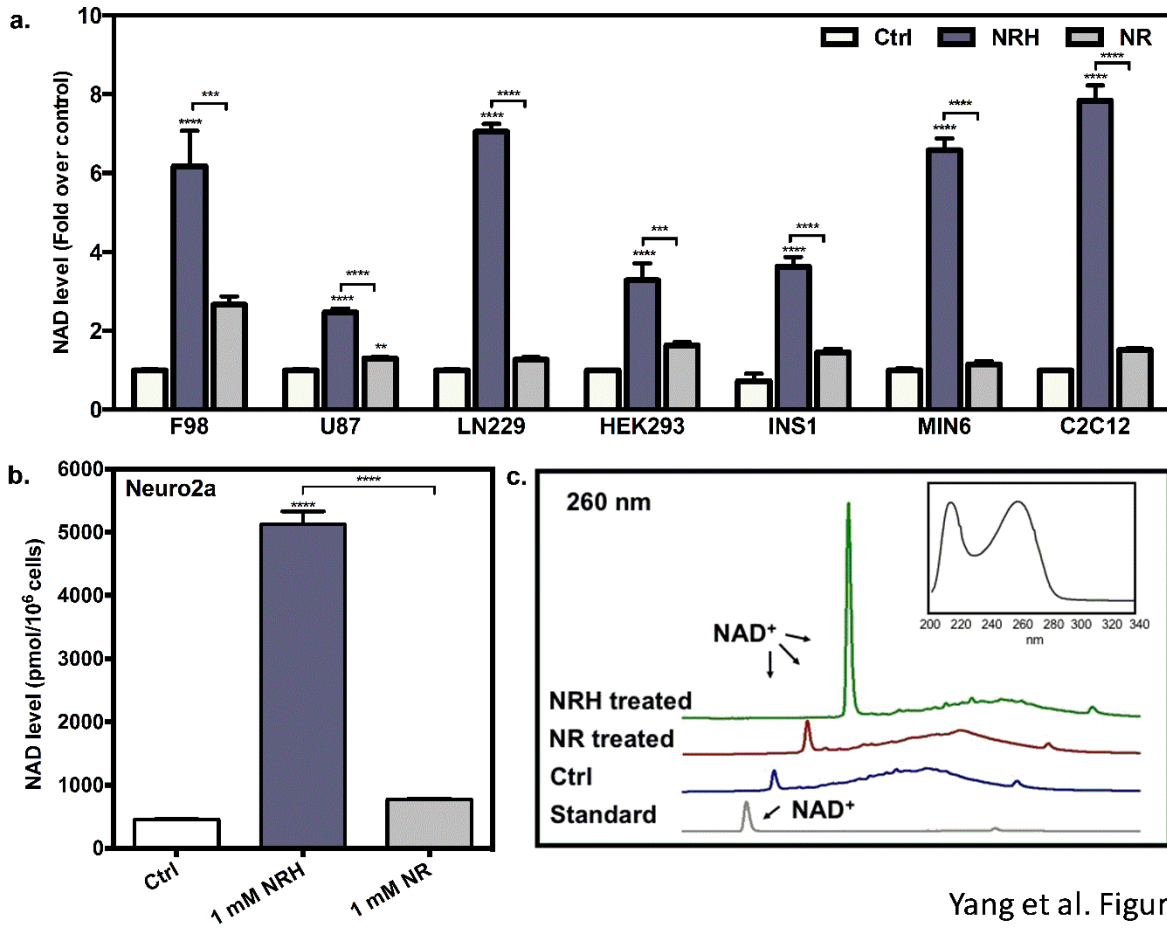 a.
Ctrl NRH NR
NAD level (Fold over control)
10
8
6
4
2
0
*** **** **** **** ****
*** **** **** **** ****
**** **** **** ****
**** **
F98 U87 LN229 HEK293 INS1 MIN6 C2C12
b.
Neuro2a
NAD level (pmol/10⁶ cells)
6000
5000
4000
3000
2000
1000
0
****
****
Ctrl 1 mM NRH 1 mM NR
c.
260 nm
200 220 240 260 280 300 320 340
nm
NAD⁺
NRH treated
NR treated
Ctrl
Standard
NAD⁺
Yang et al. Figur